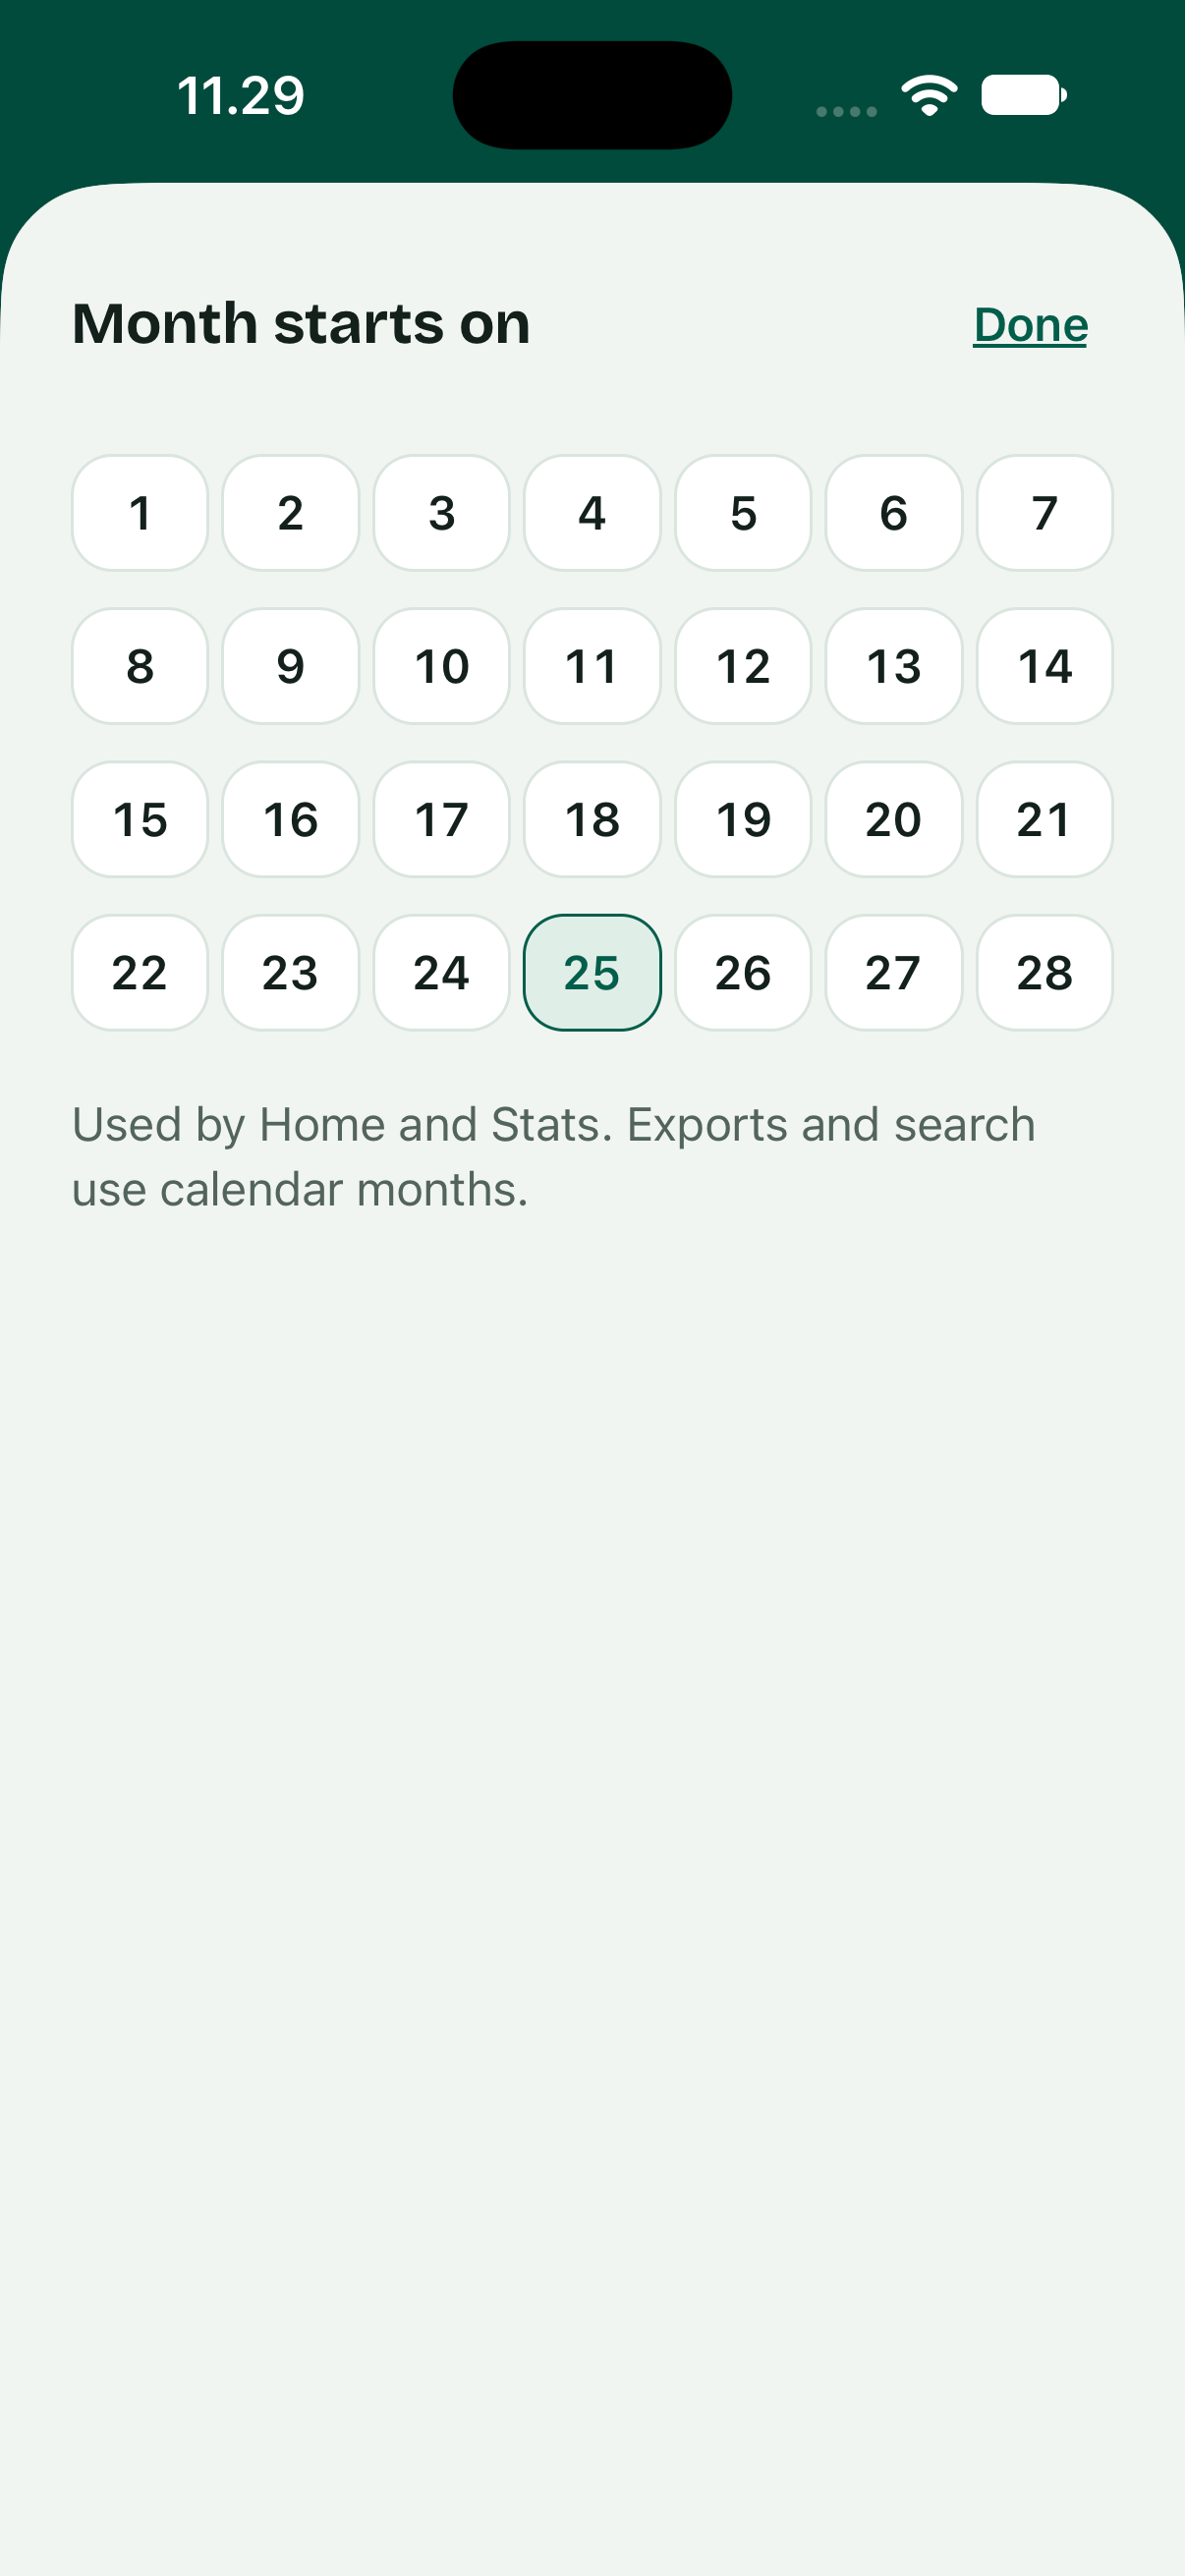 11.29
Month starts on
Done
1 2 3 4 5 6 7
8 9 10 11 12 13 14
15 16 17 18 19 20 21
22 23 24 25 26 27 28
Used by Home and Stats. Exports and search
use calendar months.